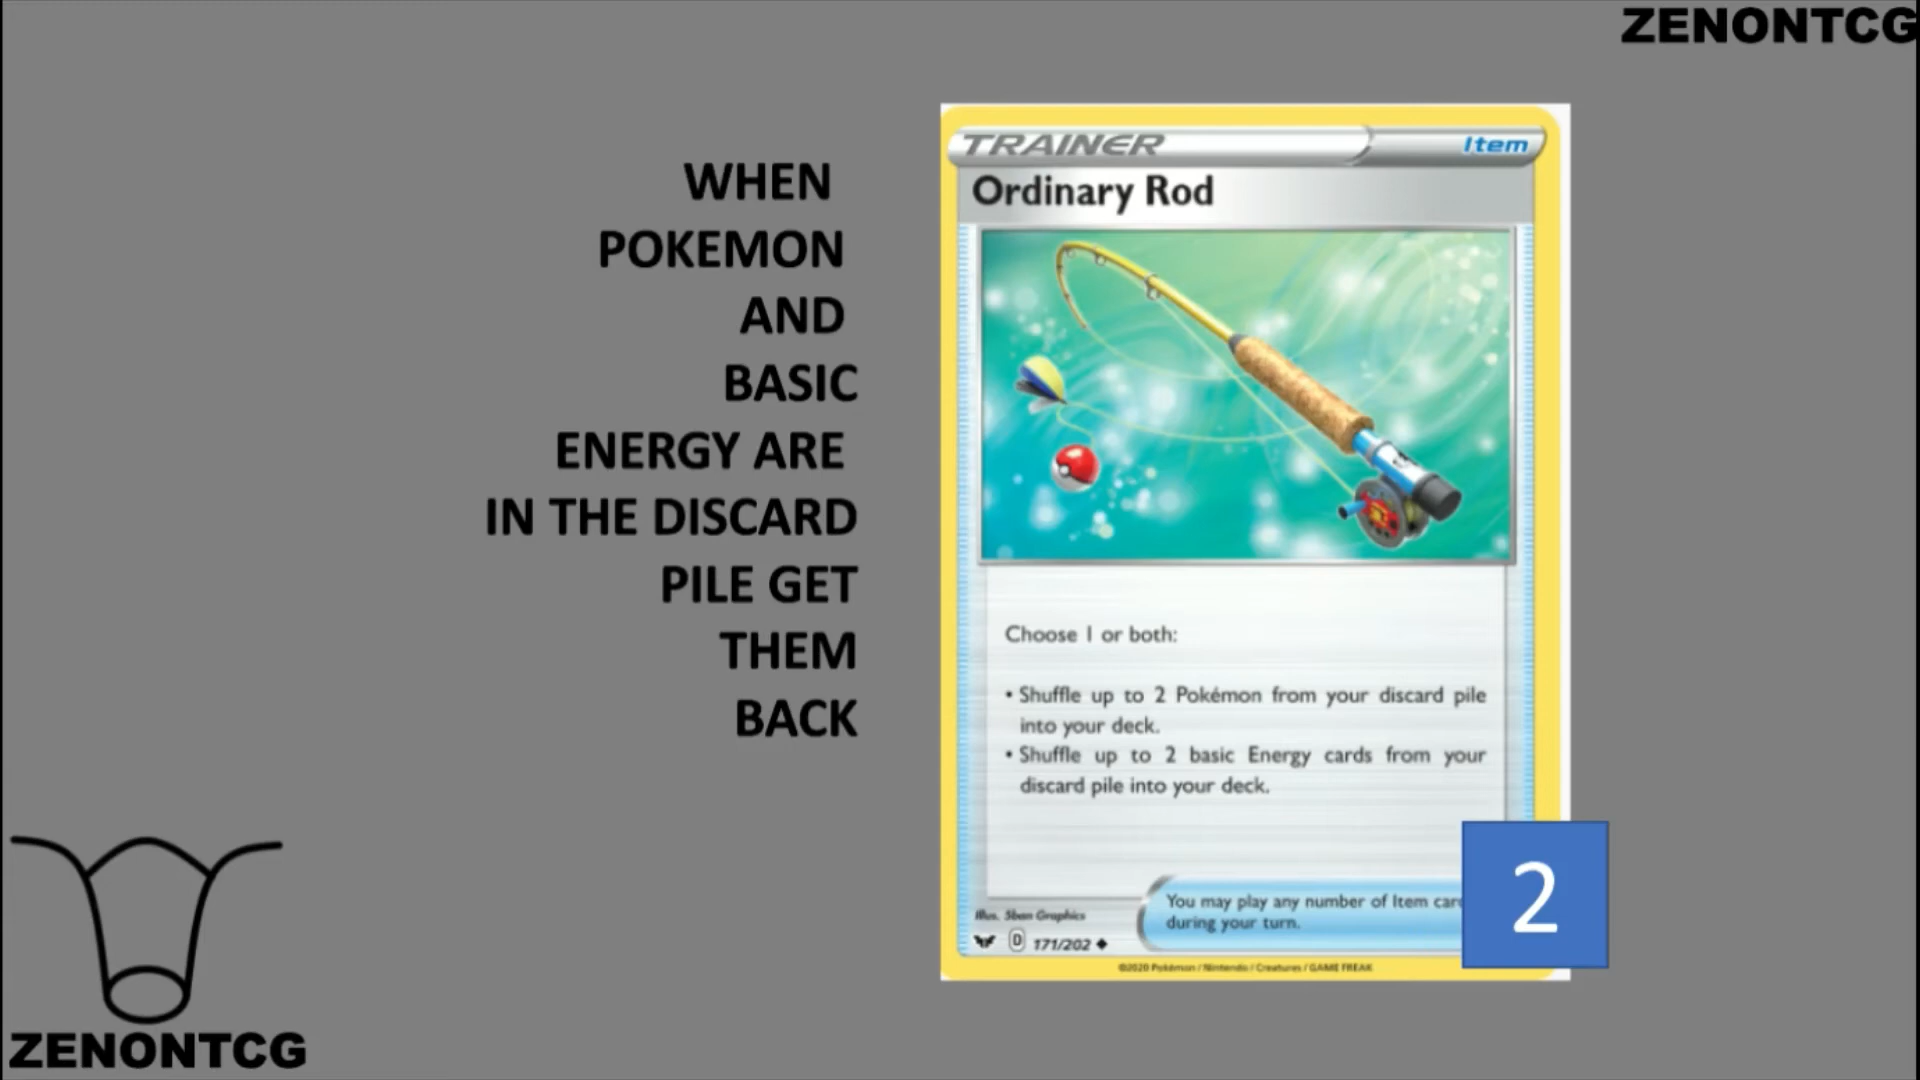 ZENONTCG
WHEN
POKEMON
AND
BASIC
ENERGY ARE
IN THE DISCARD
PILE GET
THEM
BACK
TRAINER
Item
Ordinary Rod
Choose 1 or both:
• Shuffle up to 2 Pokémon from your discard pile
into your deck.
• Shuffle up to 2 basic Energy cards from your
discard pile into your deck.
You may play any number of Item car
during your turn.
Illus. 5ban Graphics
D 171/202
©2020 Pokémon / Nintendo / Creatures / GAME FREAK
2
ZENONTCG